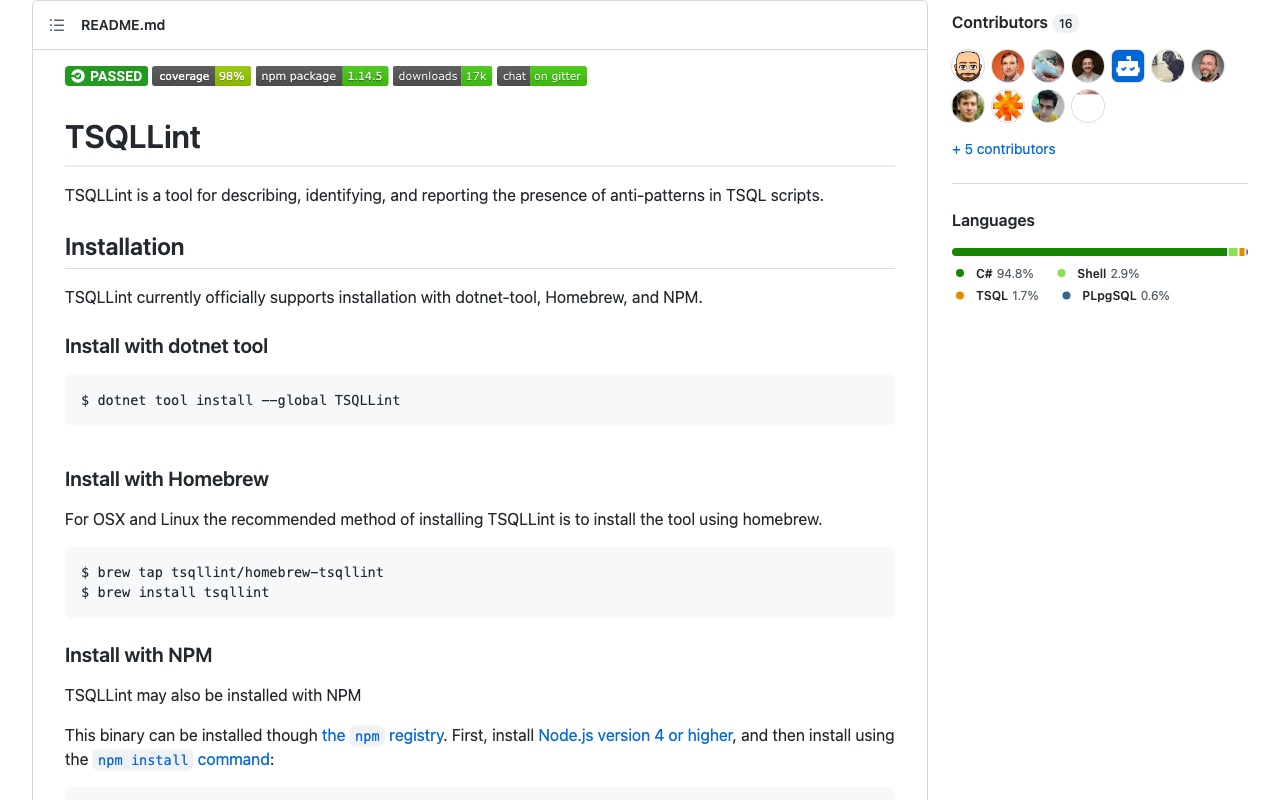 README.md
PASSED
coverage 98%
npm package 1.14.5
downloads 17k
chat on gitter
TSQLLint
TSQLLint is a tool for describing, identifying, and reporting the presence of anti-patterns in TSQL scripts.
Installation
TSQLLint currently officially supports installation with dotnet-tool, Homebrew, and NPM.
Install with dotnet tool
$ dotnet tool install --global TSQLLint
Install with Homebrew
For OSX and Linux the recommended method of installing TSQLLint is to install the tool using homebrew.
$ brew tap tsqllint/homebrew-tsqllint
$ brew install tsqllint
Install with NPM
TSQLLint may also be installed with NPM
This binary can be installed though the npm registry. First, install Node.js version 4 or higher, and then install using
the npm install command:
Contributors 16
+ 5 contributors
Languages
C# 94.8%
Shell 2.9%
TSQL 1.7%
PLpgSQL 0.6%